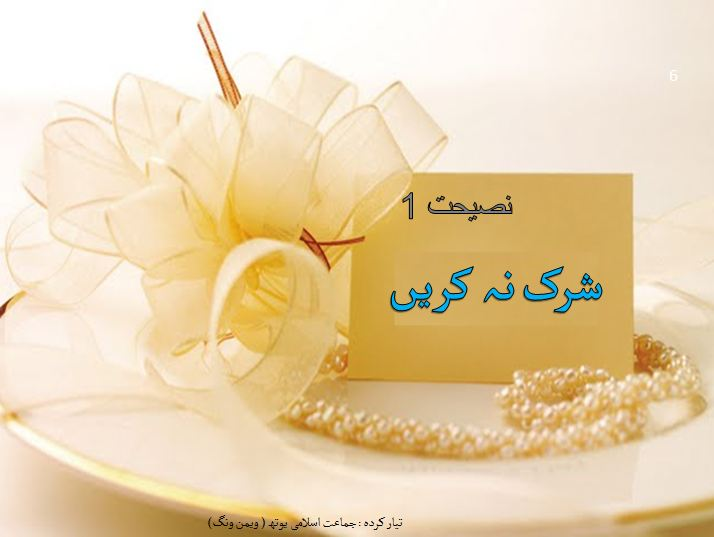 6
نصیحت 1
شرک نہ کریں
تیار کردہ : جماعت اسلامی یوتھ ( ویمن ونگ)